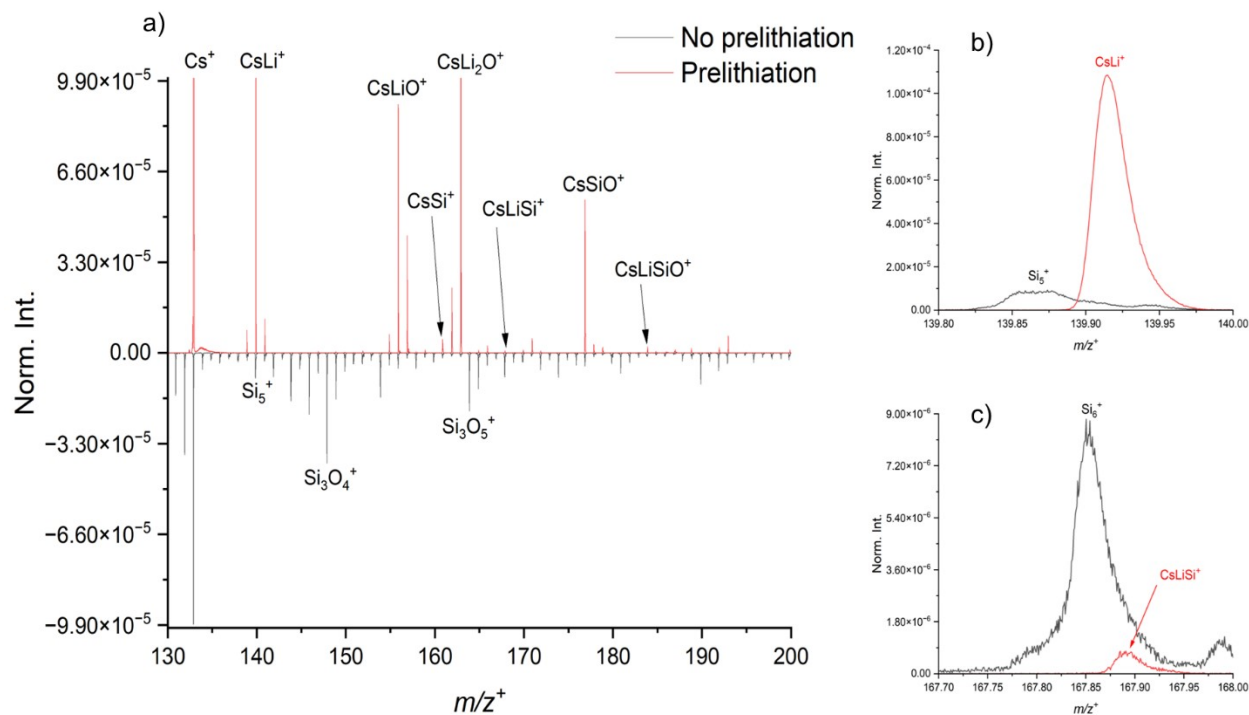 a)
No prelithiation
Prelithiation
Cs⁺
CsLi⁺
CsLi₂O⁺
CsLiO⁺
CsSiO⁺
CsSi⁺
CsLiSi⁺
CsLiSiO⁺
Si₅⁺
Si₃O₅⁺
Si₃O₄⁺
9.90×10⁻⁵
6.60×10⁻⁵
3.30×10⁻⁵
0.00
−3.30×10⁻⁵
−6.60×10⁻⁵
−9.90×10⁻⁵
Norm. Int.
130 140 150 160 170 180 190 200
m/z⁺
b)
1.20×10⁻⁴
1.00×10⁻⁴
8.00×10⁻⁵
6.00×10⁻⁵
4.00×10⁻⁵
2.00×10⁻⁵
0.00
Norm. Int.
CsLi⁺
Si₅⁺
139.80 139.85 139.90 139.95 140.00
m/z⁺
c)
9.00×10⁻⁶
7.20×10⁻⁶
5.40×10⁻⁶
3.60×10⁻⁶
1.80×10⁻⁶
0.00
Norm. Int.
Si₆⁺
CsLiSi⁺
167.70 167.75 167.80 167.85 167.90 167.95 168.00
m/z⁺